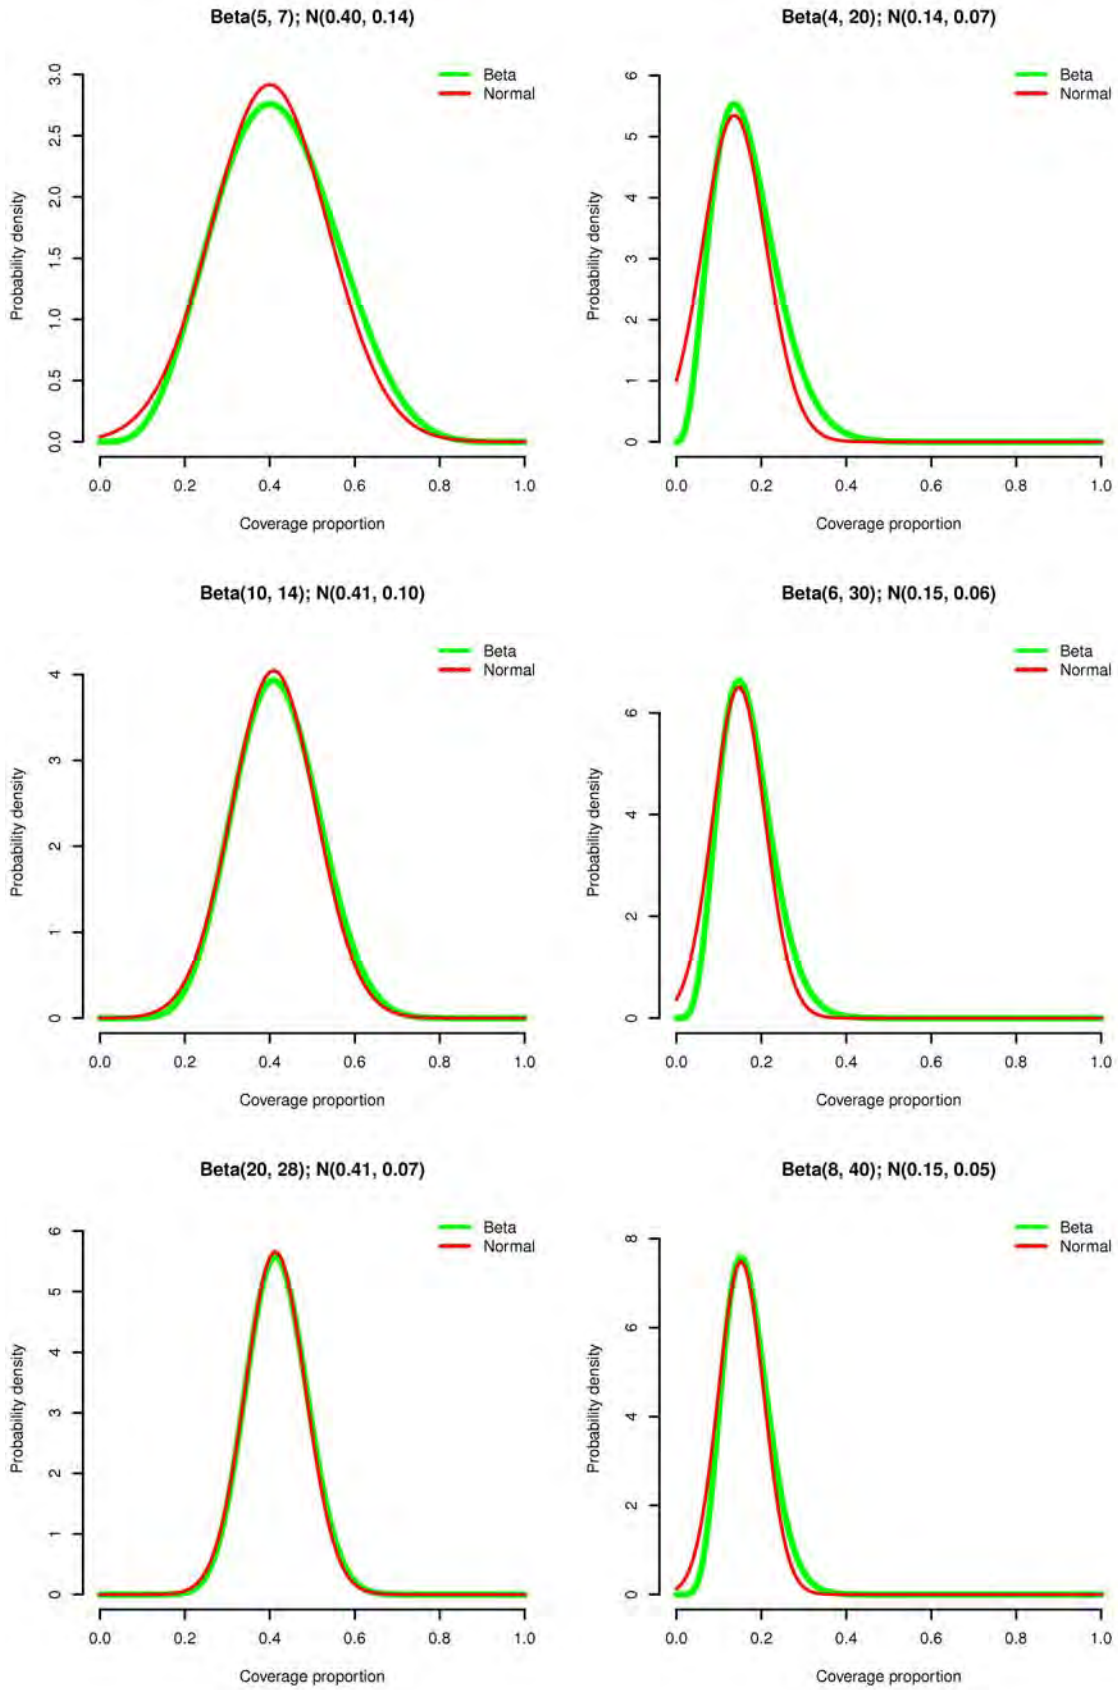 Beta(5, 7); N(0.40, 0.14)
Beta
Normal
Probability density
3.0
2.5
2.0
1.5
1.0
0.5
0.0
0.0 0.2 0.4 0.6 0.8 1.0
Coverage proportion
Beta(4, 20); N(0.14, 0.07)
Beta
Normal
Probability density
6
5
4
3
2
1
0
0.0 0.2 0.4 0.6 0.8 1.0
Coverage proportion
Beta(10, 14); N(0.41, 0.10)
Beta
Normal
Probability density
4
3
2
1
0
0.0 0.2 0.4 0.6 0.8 1.0
Coverage proportion
Beta(6, 30); N(0.15, 0.06)
Beta
Normal
Probability density
6
4
2
0
0.0 0.2 0.4 0.6 0.8 1.0
Coverage proportion
Beta(20, 28); N(0.41, 0.07)
Beta
Normal
Probability density
6
5
4
3
2
1
0
0.0 0.2 0.4 0.6 0.8 1.0
Coverage proportion
Beta(8, 40); N(0.15, 0.05)
Beta
Normal
Probability density
8
6
4
2
0
0.0 0.2 0.4 0.6 0.8 1.0
Coverage proportion